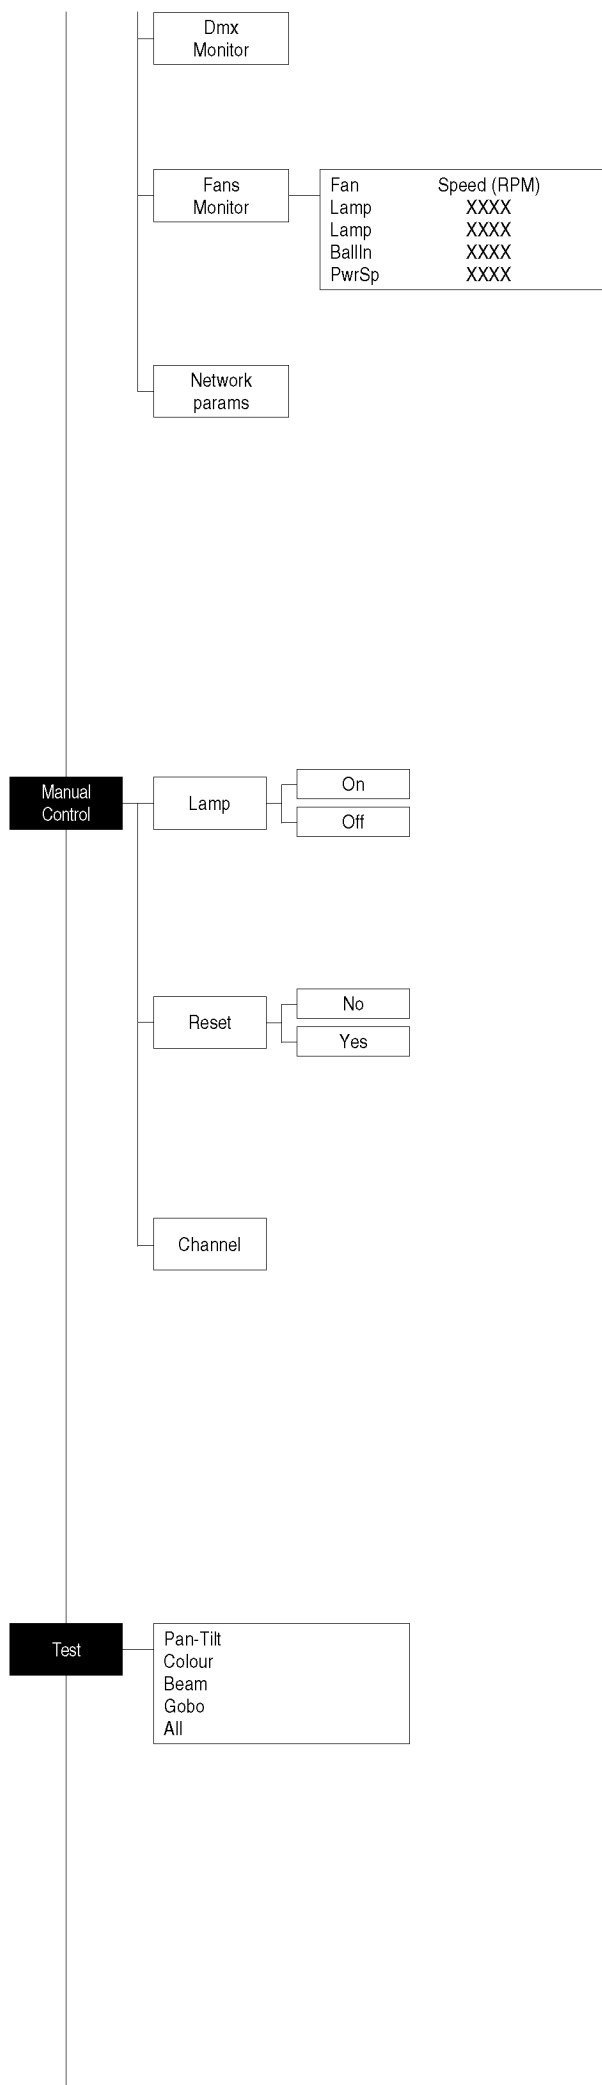 Dmx
Monitor
Fans
Monitor
Fan Speed (RPM)
Lamp XXXX
Lamp XXXX
BallIn XXXX
PwrSp XXXX
Network
params
Manual
Control
Lamp
On
Off
Reset
No
Yes
Channel
Test
Pan-Tilt
Colour
Beam
Gobo
All